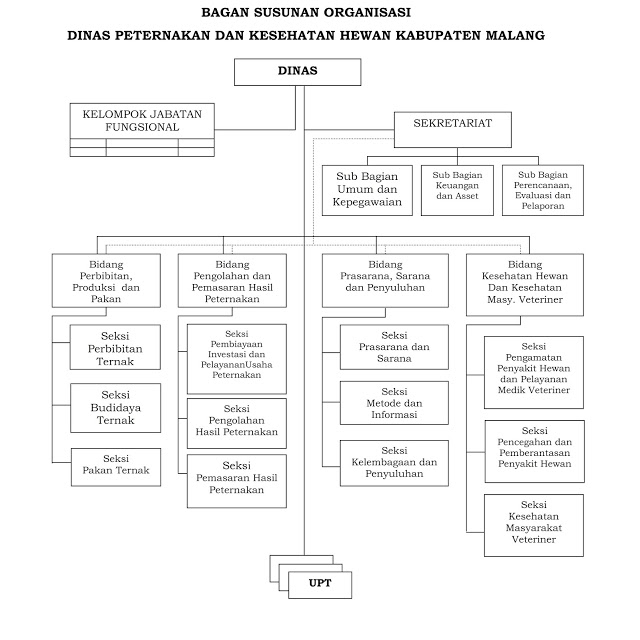 BAGAN SUSUNAN ORGANISASI
DINAS PETERNAKAN DAN KESEHATAN HEWAN KABUPATEN MALANG
DINAS
KELOMPOK JABATAN
FUNGSIONAL
SEKRETARIAT
Sub Bagian
Umum dan
Kepegawaian
Sub Bagian
Keuangan
dan Asset
Sub Bagian
Perencanaan,
Evaluasi dan
Pelaporan
Bidang
Perbibitan,
Produksi dan
Pakan
Bidang
Pengolahan dan
Pemasaran Hasil
Peternakan
Bidang
Prasarana, Sarana
dan Penyuluhan
Bidang
Kesehatan Hewan
Dan Kesehatan
Masy. Veteriner
Seksi
Perbibitan
Ternak
Seksi
Budidaya
Ternak
Seksi
Pakan Ternak
Seksi
Pembiayaan
Investasi dan
PelayananUsaha
Peternakan
Seksi
Pengolahan
Hasil Peternakan
Seksi
Pemasaran Hasil
Peternakan
Seksi
Prasarana dan
Sarana
Seksi
Metode dan
Informasi
Seksi
Kelembagaan dan
Penyuluhan
Seksi
Pengamatan
Penyakit Hewan
dan Pelayanan
Medik Veteriner
Seksi
Pencegahan dan
Pemberantasan
Penyakit Hewan
Seksi
Kesehatan
Masyarakat
Veteriner
UPT